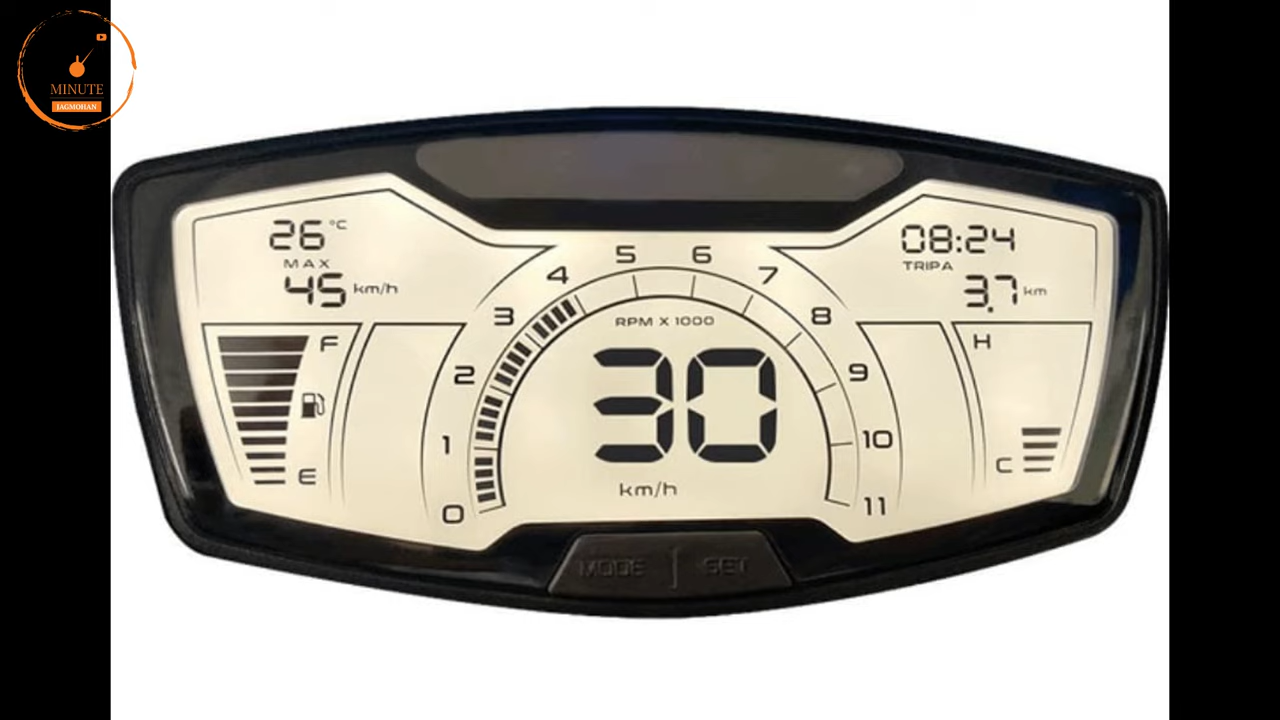 MINUTE
JAGMOHAN
26 °C
MAX
45 km/h
08:24
TRIPA
3.7 km
F
E
0
1
2
3
4
5
6
7
8
9
10
11
RPM X 1000
30
km/h
H
C
MODE SET